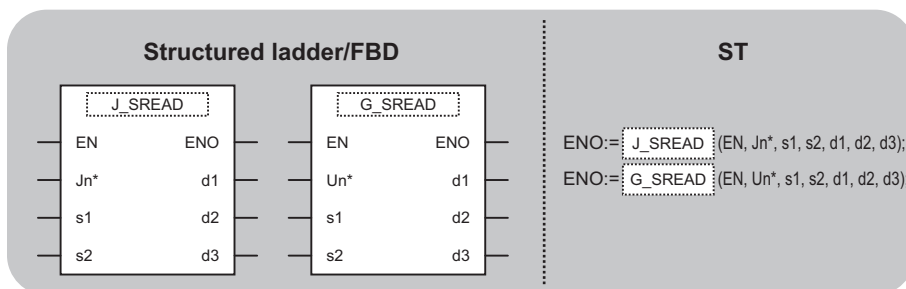 Structured ladder/FBD
J_SREAD
EN ENO
Jn* d1
s1 d2
s2 d3
G_SREAD
EN ENO
Un* d1
s1 d2
s2 d3
ST
ENO:= J_SREAD (EN, Jn*, s1, s2, d1, d2, d3);
ENO:= G_SREAD (EN, Un*, s1, s2, d1, d2, d3)